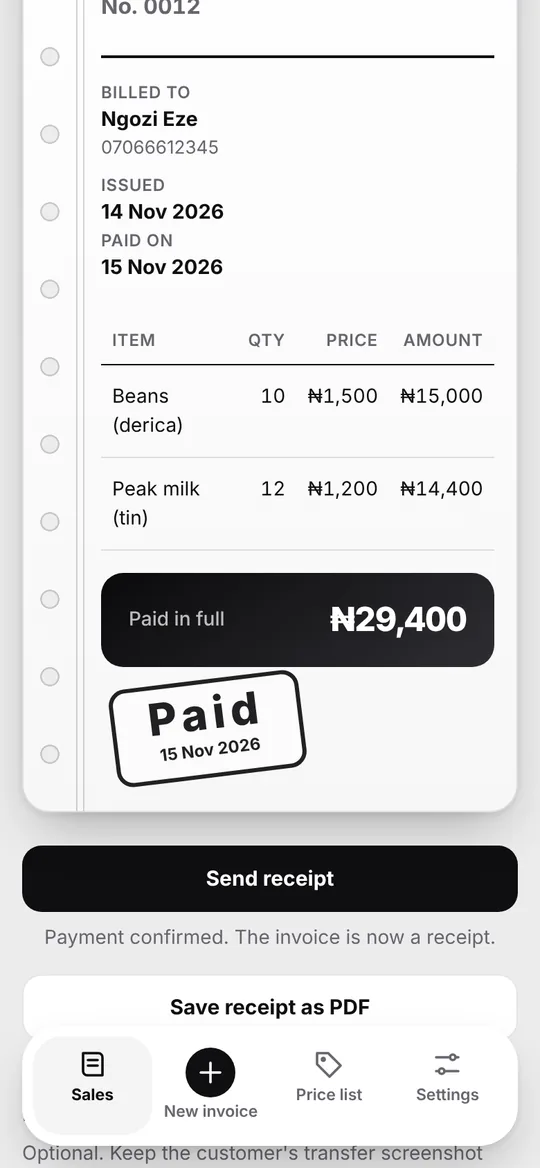 No. 0012
BILLED TO
Ngozi Eze
07066612345
ISSUED
14 Nov 2026
PAID ON
15 Nov 2026
ITEM QTY PRICE AMOUNT
Beans 10 ₦1,500 ₦15,000
(derica)
Peak milk 12 ₦1,200 ₦14,400
(tin)
Paid in full ₦29,400
Paid
15 Nov 2026
Send receipt
Payment confirmed. The invoice is now a receipt.
Save receipt as PDF
Sales
New invoice
Price list
Settings
Optional. Keep the customer's transfer screenshot